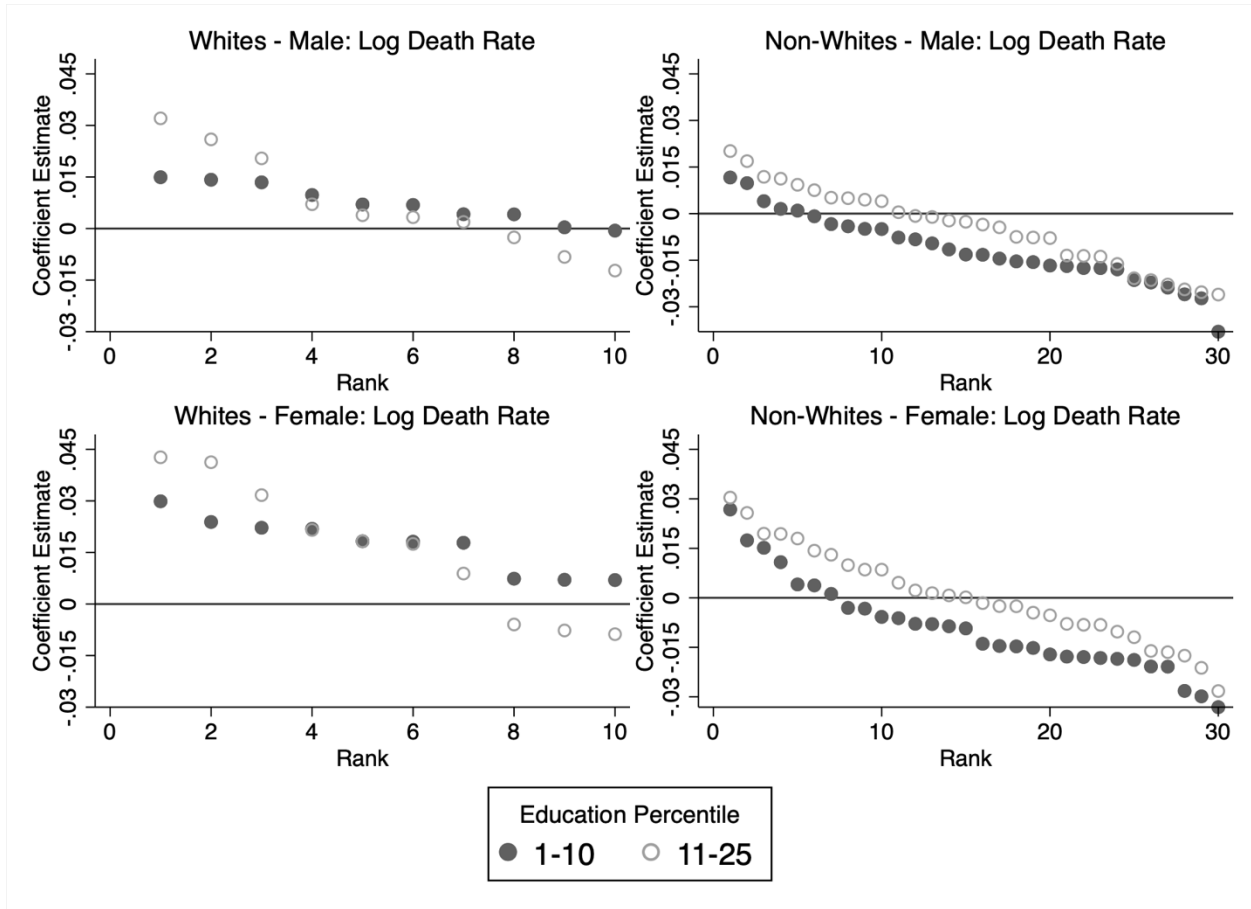 Whites - Male: Log Death Rate
Coefficient Estimate
.045
.03
.015
0
-.015
-.03
0 2 4 6 8 10
Rank
Non-Whites - Male: Log Death Rate
Coefficient Estimate
.045
.03
.015
0
-.015
-.03
0 10 20 30
Rank
Whites - Female: Log Death Rate
Coefficient Estimate
.045
.03
.015
0
-.015
-.03
0 2 4 6 8 10
Rank
Non-Whites - Female: Log Death Rate
Coefficient Estimate
.045
.03
.015
0
-.015
-.03
0 10 20 30
Rank
Education Percentile
1-10 11-25